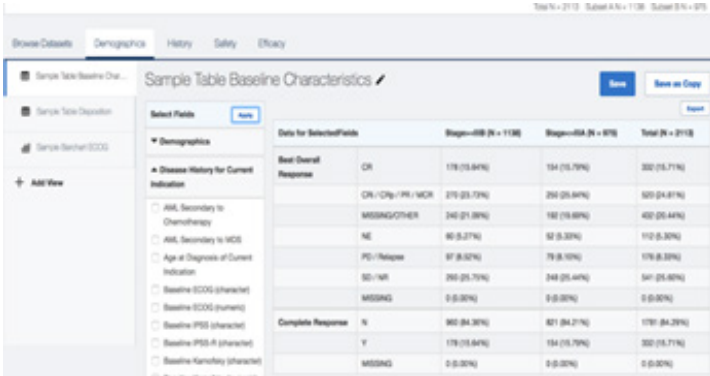 Total N = 2113 Subset A N = 1138 Subset B N = 975
Browse Datasets Demographics History Safety Efficacy
Sample Table Baseline Char...
Sample Table Disposition
Sample Barchart ECOG
+ Add View
Sample Table Baseline Characteristics
Save Save as Copy
Export
Select Fields Apply
Demographics
Disease History for Current Indication
AML Secondary to Chemotherapy
AML Secondary to MDS
Age at Diagnosis of Current Indication
Baseline ECOG (character)
Baseline ECOG (numeric)
Baseline IPSS (character)
Baseline IPSS-R (character)
Baseline Karnofsky (character)
Data for SelectedFields Stage==IIIB (N = 1138) Stage==IIIA (N = 975) Total (N = 2113)
Best Overall Response CR 178 (15.64%) 154 (15.79%) 332 (15.71%)
CRi / CRp / PR / MCR 270 (23.73%) 250 (25.64%) 520 (24.61%)
MISSING/OTHER 240 (21.09%) 192 (19.69%) 432 (20.44%)
NE 60 (5.27%) 52 (5.33%) 112 (5.30%)
PD / Relapse 97 (8.52%) 79 (8.10%) 176 (8.33%)
SD / NR 293 (25.75%) 248 (25.44%) 541 (25.60%)
MISSING 0 (0.00%) 0 (0.00%) 0 (0.00%)
Complete Response N 960 (84.36%) 821 (84.21%) 1781 (84.29%)
Y 178 (15.64%) 154 (15.79%) 332 (15.71%)
MISSING 0 (0.00%) 0 (0.00%) 0 (0.00%)